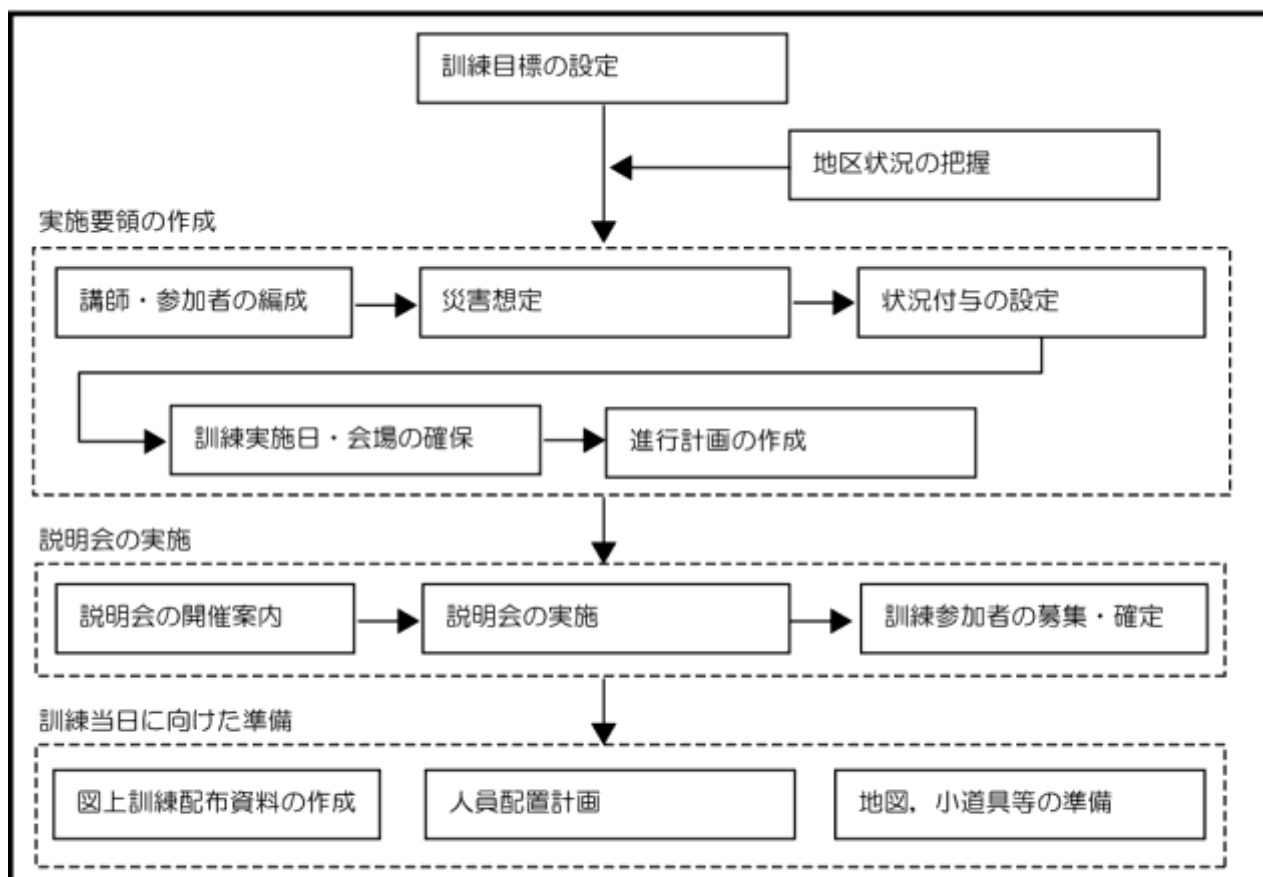 訓練目標の設定
地区状況の把握
実施要領の作成
講師・参加者の編成
災害想定
状況付与の設定
訓練実施日・会場の確保
進行計画の作成
説明会の実施
説明会の開催案内
説明会の実施
訓練参加者の募集・確定
訓練当日に向けた準備
図上訓練配布資料の作成
人員配置計画
地図，小道具等の準備